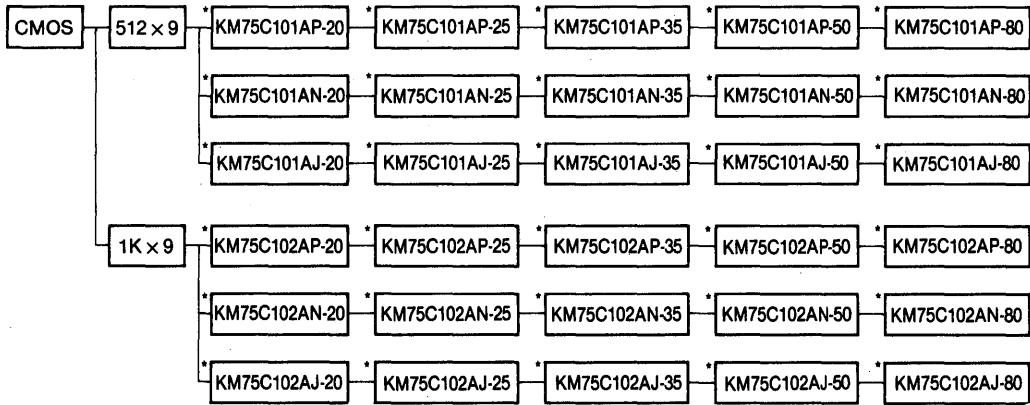 CMOS 512 × 9 * KM75C101AP-20 * KM75C101AP-25 * KM75C101AP-35 * KM75C101AP-50 * KM75C101AP-80
* KM75C101AN-20 * KM75C101AN-25 * KM75C101AN-35 * KM75C101AN-50 * KM75C101AN-80
* KM75C101AJ-20 * KM75C101AJ-25 * KM75C101AJ-35 * KM75C101AJ-50 * KM75C101AJ-80
1K × 9 * KM75C102AP-20 * KM75C102AP-25 * KM75C102AP-35 * KM75C102AP-50 * KM75C102AP-80
* KM75C102AN-20 * KM75C102AN-25 * KM75C102AN-35 * KM75C102AN-50 * KM75C102AN-80
* KM75C102AJ-20 * KM75C102AJ-25 * KM75C102AJ-35 * KM75C102AJ-50 * KM75C102AJ-80